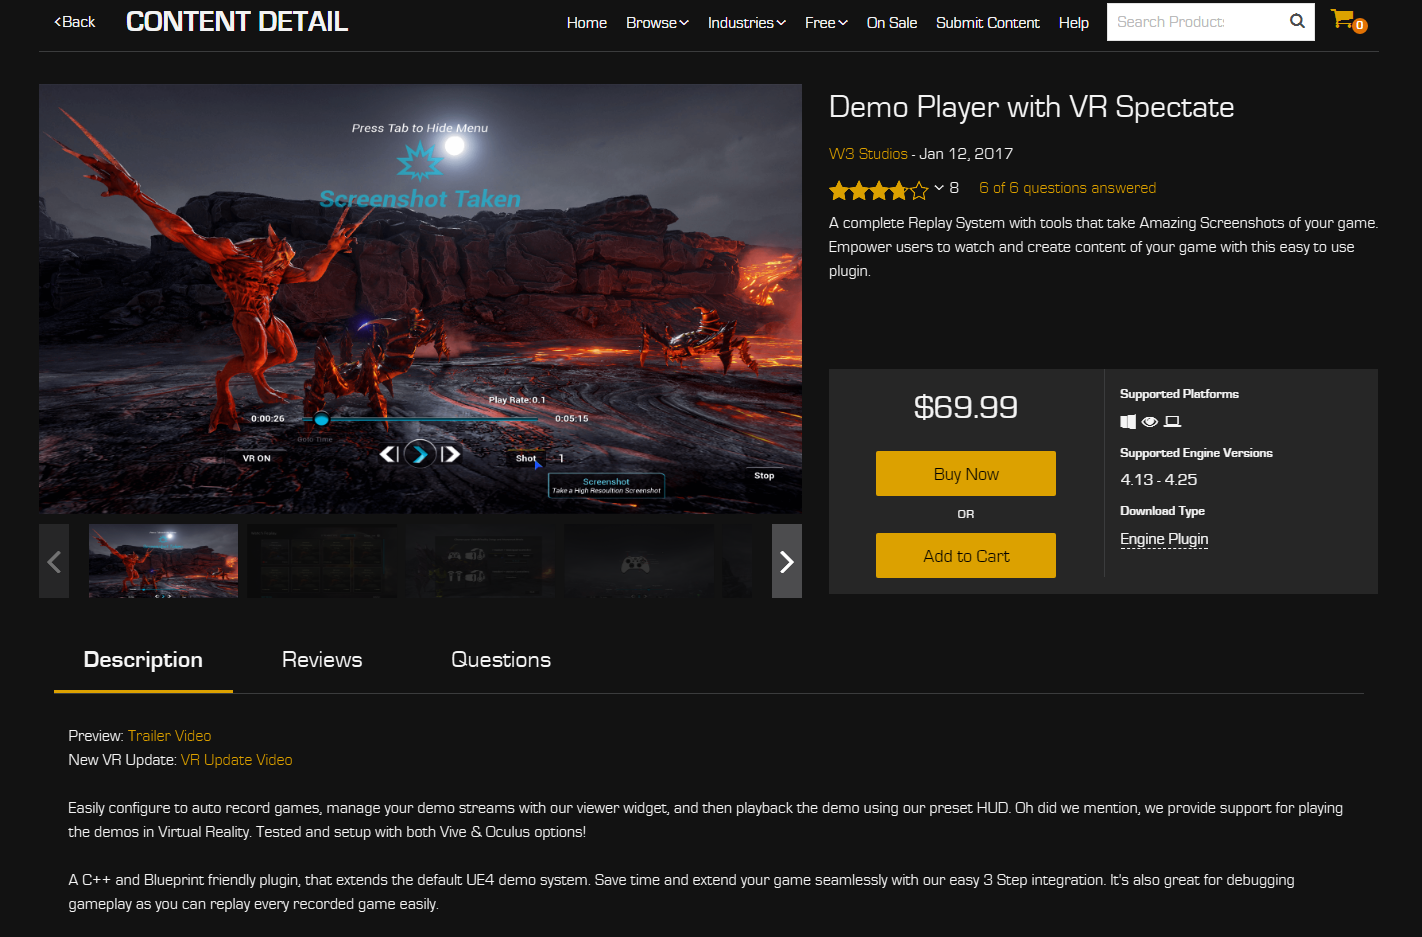 Back
CONTENT DETAIL
Home
Browse
Industries
Free
On Sale
Submit Content
Help
Search Product
0
Press Tab to Hide Menu
Screenshot Taken
Play Rate:0.1
0:00:26
0:05:15
Goto Time
VR ON
Shot
1
Stop
Screenshot
Take a High Resoultion Screenshot
Demo Player with VR Spectate
W3 Studios - Jan 12, 2017
8 6 of 6 questions answered
A complete Replay System with tools that take Amazing Screenshots of your game.
Empower users to watch and create content of your game with this easy to use
plugin.
$69.99
Buy Now
OR
Add to Cart
Supported Platforms
Supported Engine Versions
4.13 - 4.25
Download Type
Engine Plugin
Description
Reviews
Questions
Preview: Trailer Video
New VR Update: VR Update Video
Easily configure to auto record games, manage your demo streams with our viewer widget, and then playback the demo using our preset HUD. Oh did we mention, we provide support for playing
the demos in Virtual Reality. Tested and setup with both Vive & Oculus options!
A C++ and Blueprint friendly plugin, that extends the default UE4 demo system. Save time and extend your game seamlessly with our easy 3 Step integration. It's also great for debugging
gameplay as you can replay every recorded game easily.